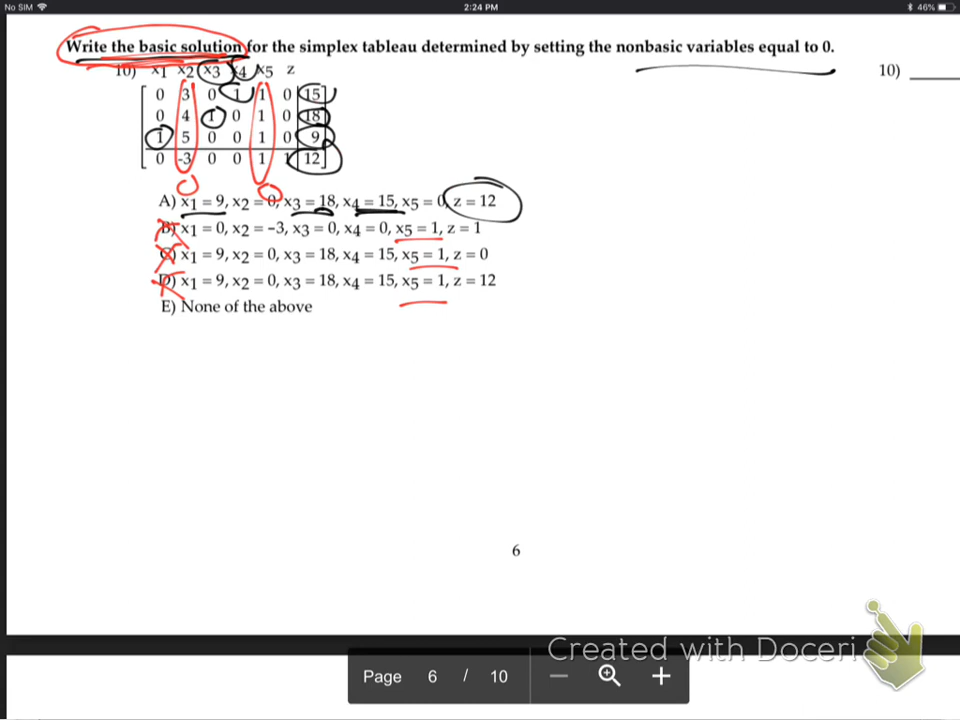 No SIM 2:24 PM 46%
Write the basic solution for the simplex tableau determined by setting the nonbasic variables equal to 0.
10) x1 x2 x3 x4 x5 z 10)
0 3 0 1 1 0 15
0 4 1 0 1 0 18
1 5 0 0 1 0 9
0 -3 0 0 1 1 12
0 0
A) x1 = 9, x2 = 0, x3 = 18, x4 = 15, x5 = 0, z = 12
B) x1 = 0, x2 = -3, x3 = 0, x4 = 0, x5 = 1, z = 1
C) x1 = 9, x2 = 0, x3 = 18, x4 = 15, x5 = 1, z = 0
D) x1 = 9, x2 = 0, x3 = 18, x4 = 15, x5 = 1, z = 12
E) None of the above
6
Created with Doceri
Page 6 / 10